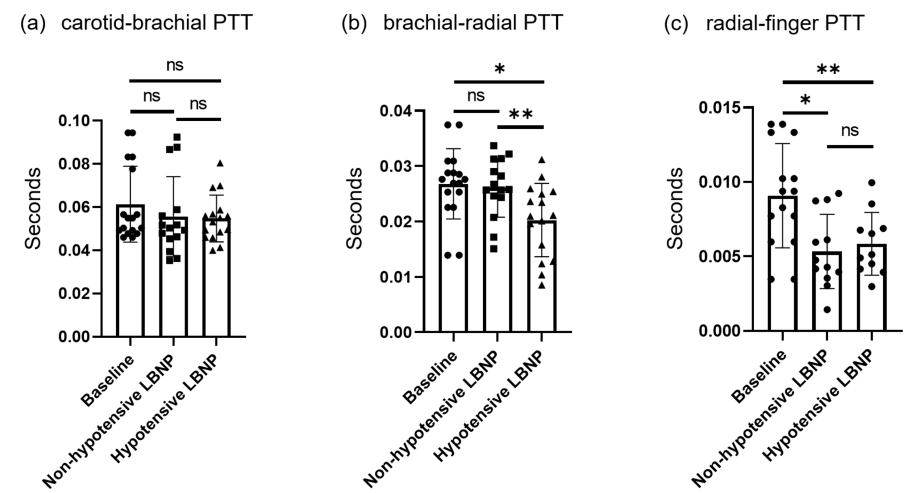 (a) carotid-brachial PTT
ns
ns
ns
Seconds
0.10
0.08
0.06
0.04
0.02
0.00
Baseline
Non-hypotensive LBNP
Hypotensive LBNP
(b) brachial-radial PTT
*
ns
**
Seconds
0.04
0.03
0.02
0.01
0.00
Baseline
Non-hypotensive LBNP
Hypotensive LBNP
(c) radial-finger PTT
**
*
ns
Seconds
0.015
0.010
0.005
0.000
Baseline
Non-hypotensive LBNP
Hypotensive LBNP